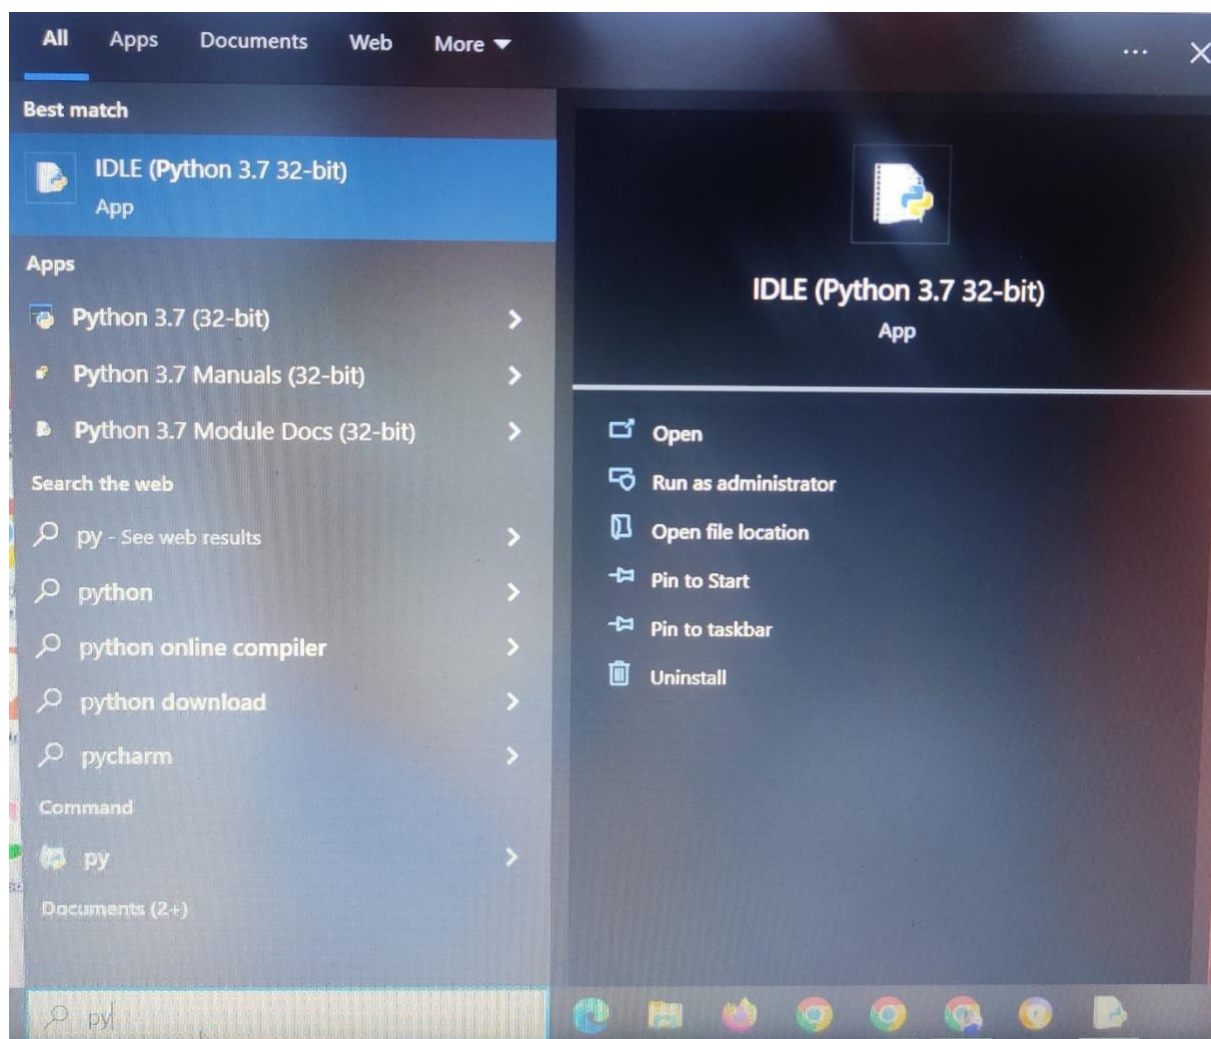 All Apps Documents Web More
Best match
IDLE (Python 3.7 32-bit)
App
Apps
Python 3.7 (32-bit)
Python 3.7 Manuals (32-bit)
Python 3.7 Module Docs (32-bit)
Search the web
py - See web results
python
python online compiler
python download
pycharm
Command
py
Documents (2+)
py
IDLE (Python 3.7 32-bit)
App
Open
Run as administrator
Open file location
Pin to Start
Pin to taskbar
Uninstall